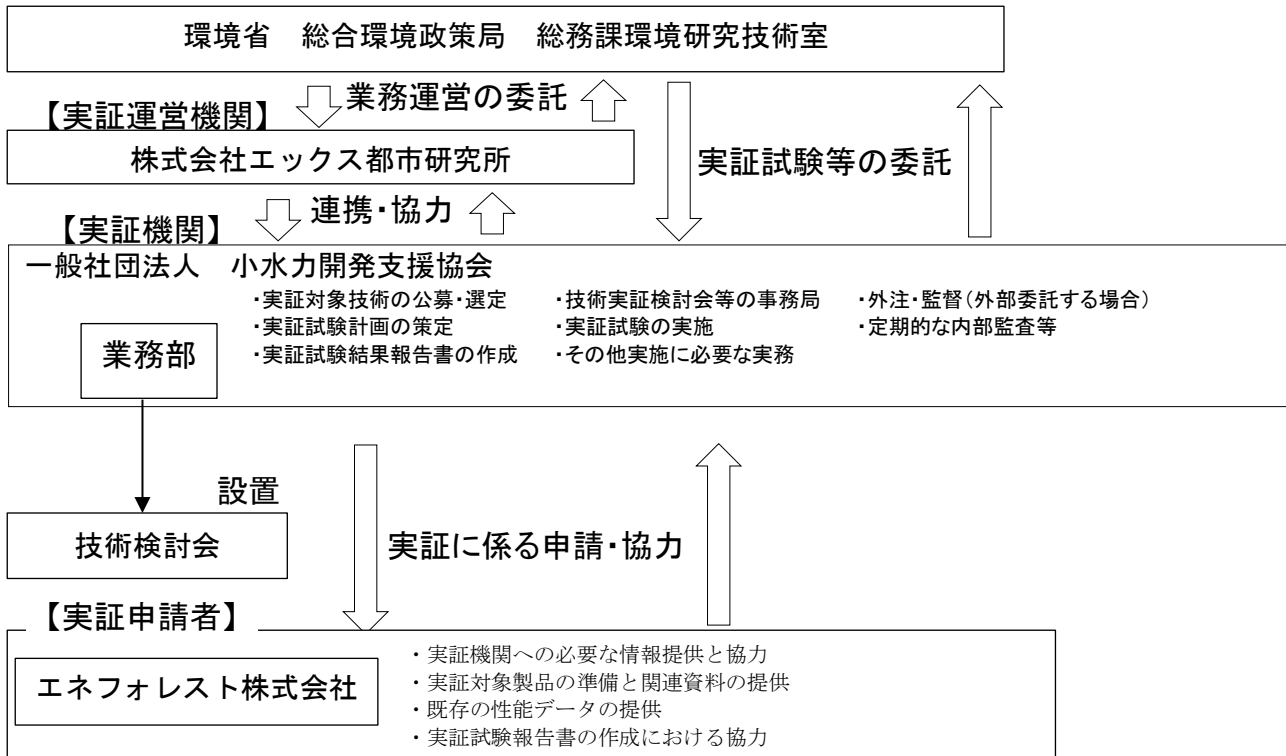 環境省　総合環境政策局　総務課環境研究技術室
業務運営の委託
【実証運営機関】
株式会社エックス都市研究所
実証試験等の委託
連携・協力
【実証機関】
一般社団法人　小水力開発支援協会
・実証対象技術の公募・選定
・実証試験計画の策定
・実証試験結果報告書の作成
・技術実証検討会等の事務局
・実証試験の実施
・その他実施に必要な実務
・外注・監督（外部委託する場合）
・定期的な内部監査等
業務部
設置
技術検討会
実証に係る申請・協力
【実証申請者】
エネフォレスト株式会社
・実証機関への必要な情報提供と協力
・実証対象製品の準備と関連資料の提供
・既存の性能データの提供
・実証試験報告書の作成における協力